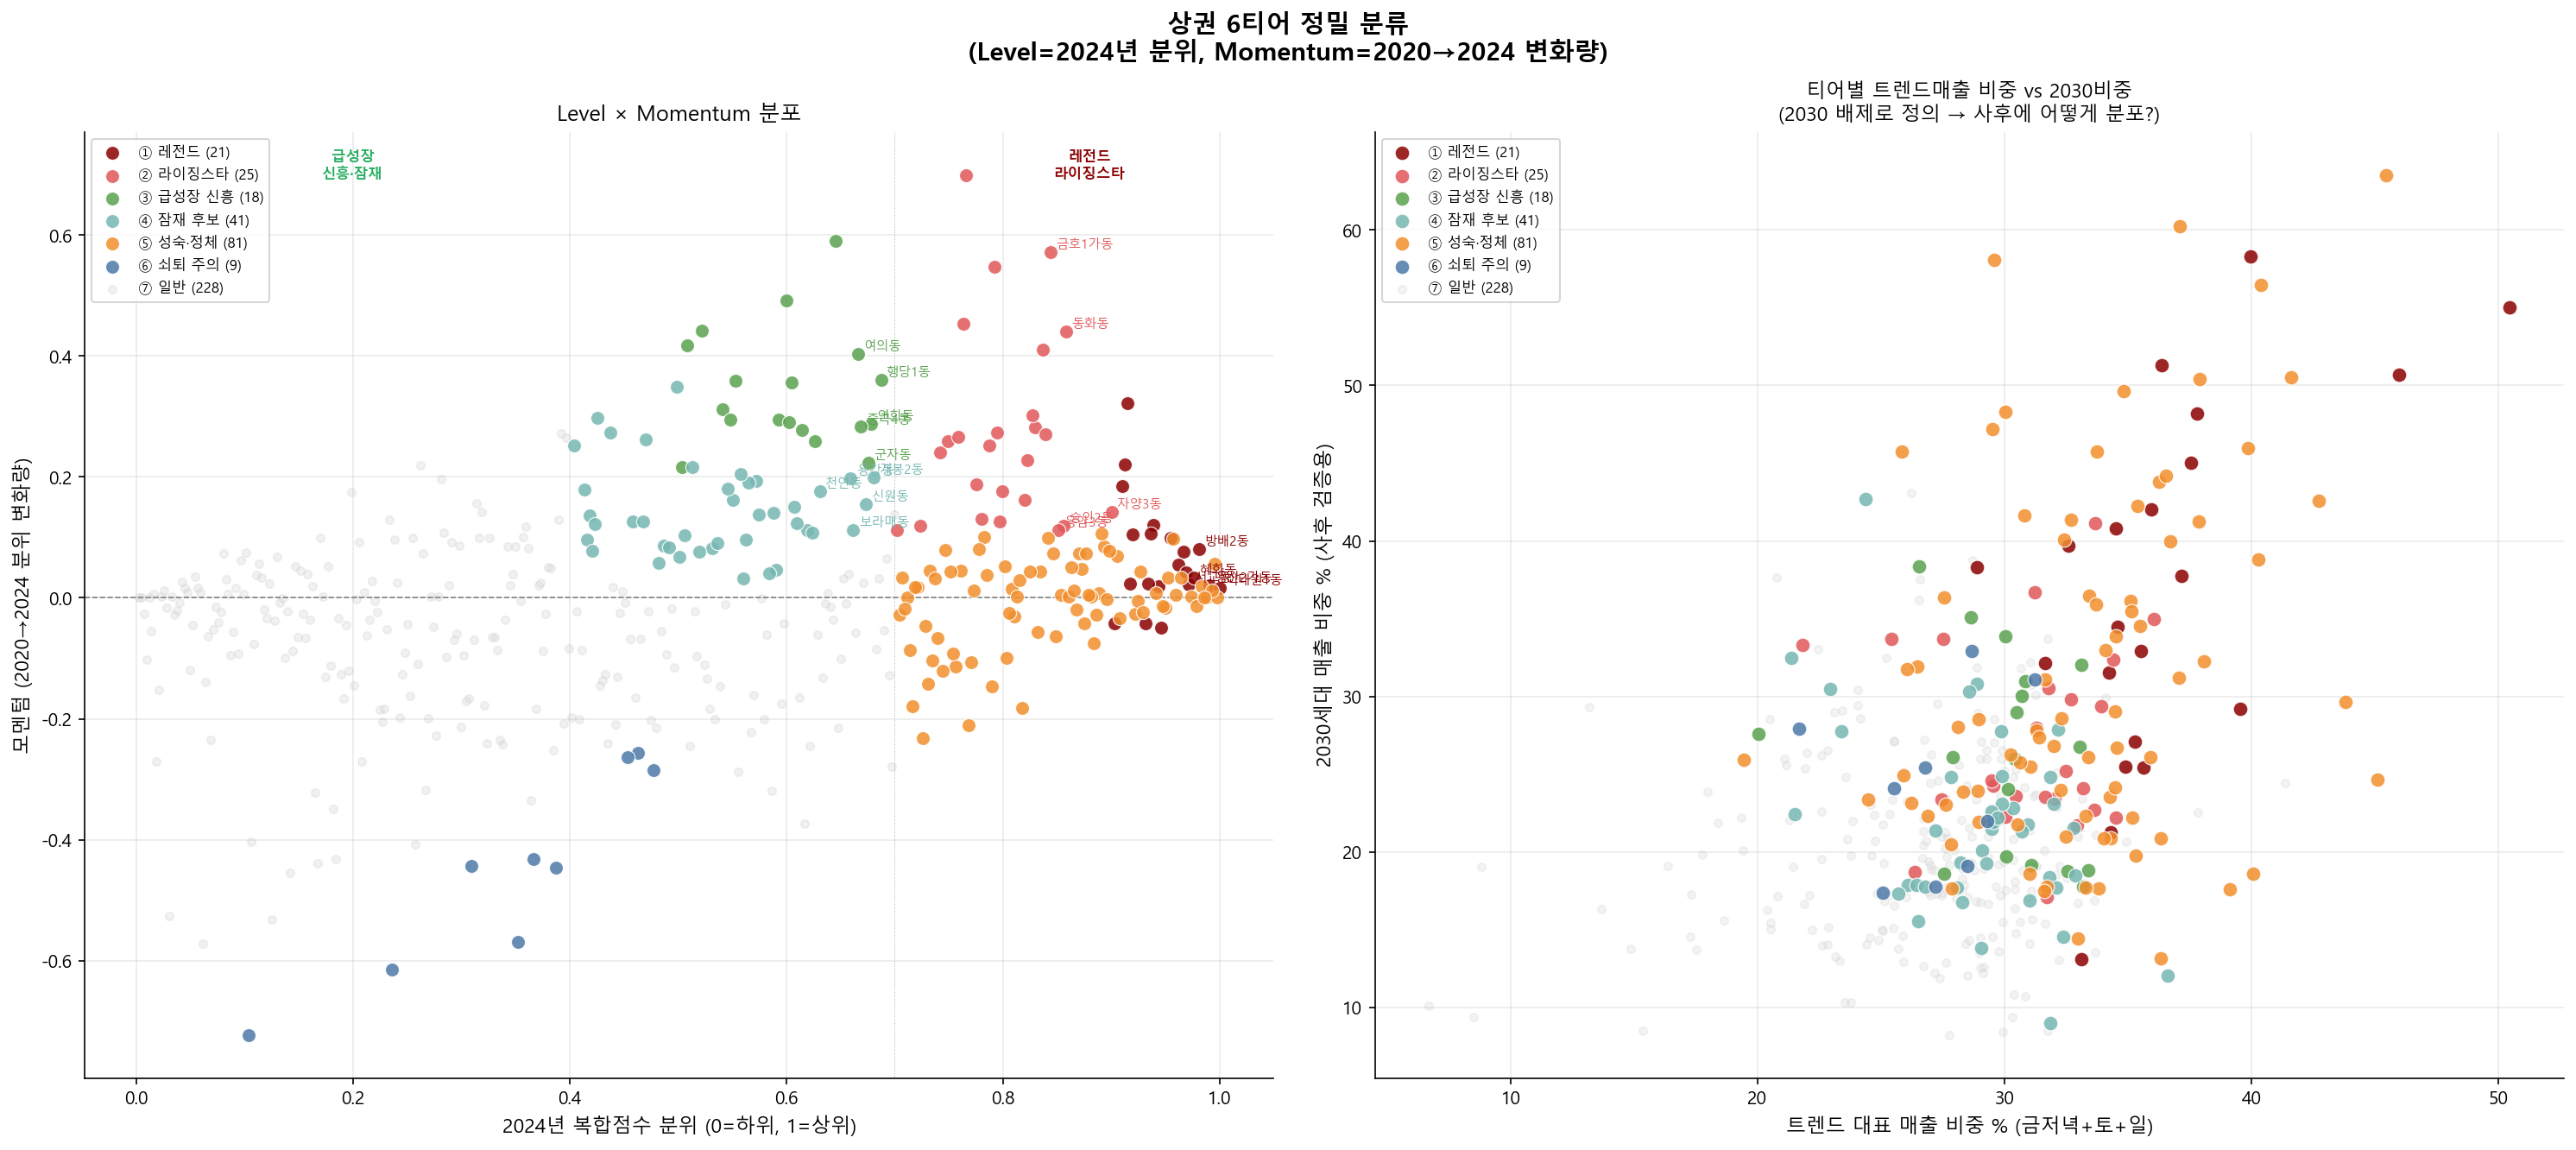 상권 6티어 정밀 분류
(Level=2024년 분위, Momentum=2020→2024 변화량)
Level × Momentum 분포
① 레전드 (21)
② 라이징스타 (25)
③ 급성장 신흥 (18)
④ 잠재 후보 (41)
⑤ 성숙·정체 (81)
⑥ 쇠퇴 주의 (9)
⑦ 일반 (228)
급성장
신흥·잠재
레전드
라이징스타
금호1가동
동화동
여의동
행당1동
군자동
천연동
신원동
보라매동
자양3동
방배2동
혜화동
0.6
0.4
0.2
0.0
-0.2
-0.4
-0.6
모멘텀 (2020→2024 분위 변화량)
0.0
0.2
0.4
0.6
0.8
1.0
2024년 복합점수 분위 (0=하위, 1=상위)
티어별 트렌드매출 비중 vs 2030비중
(2030 배제로 정의 → 사후에 어떻게 분포?)
① 레전드 (21)
② 라이징스타 (25)
③ 급성장 신흥 (18)
④ 잠재 후보 (41)
⑤ 성숙·정체 (81)
⑥ 쇠퇴 주의 (9)
⑦ 일반 (228)
60
50
40
30
20
10
2030세대 매출 비중 % (사후 검증용)
10
20
30
40
50
트렌드 대표 매출 비중 % (금저녁+토+일)